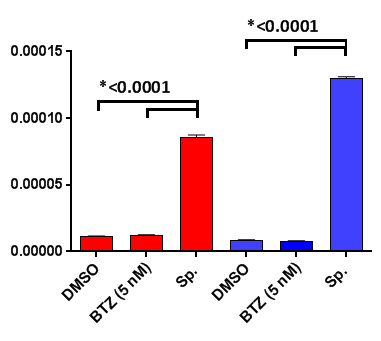 *<0.0001
0.00015
*<0.0001
0.00010
0.00005
0.00000
DMSO
BTZ (5 nM)
Sp.
DMSO
BTZ (5 nM)
Sp.